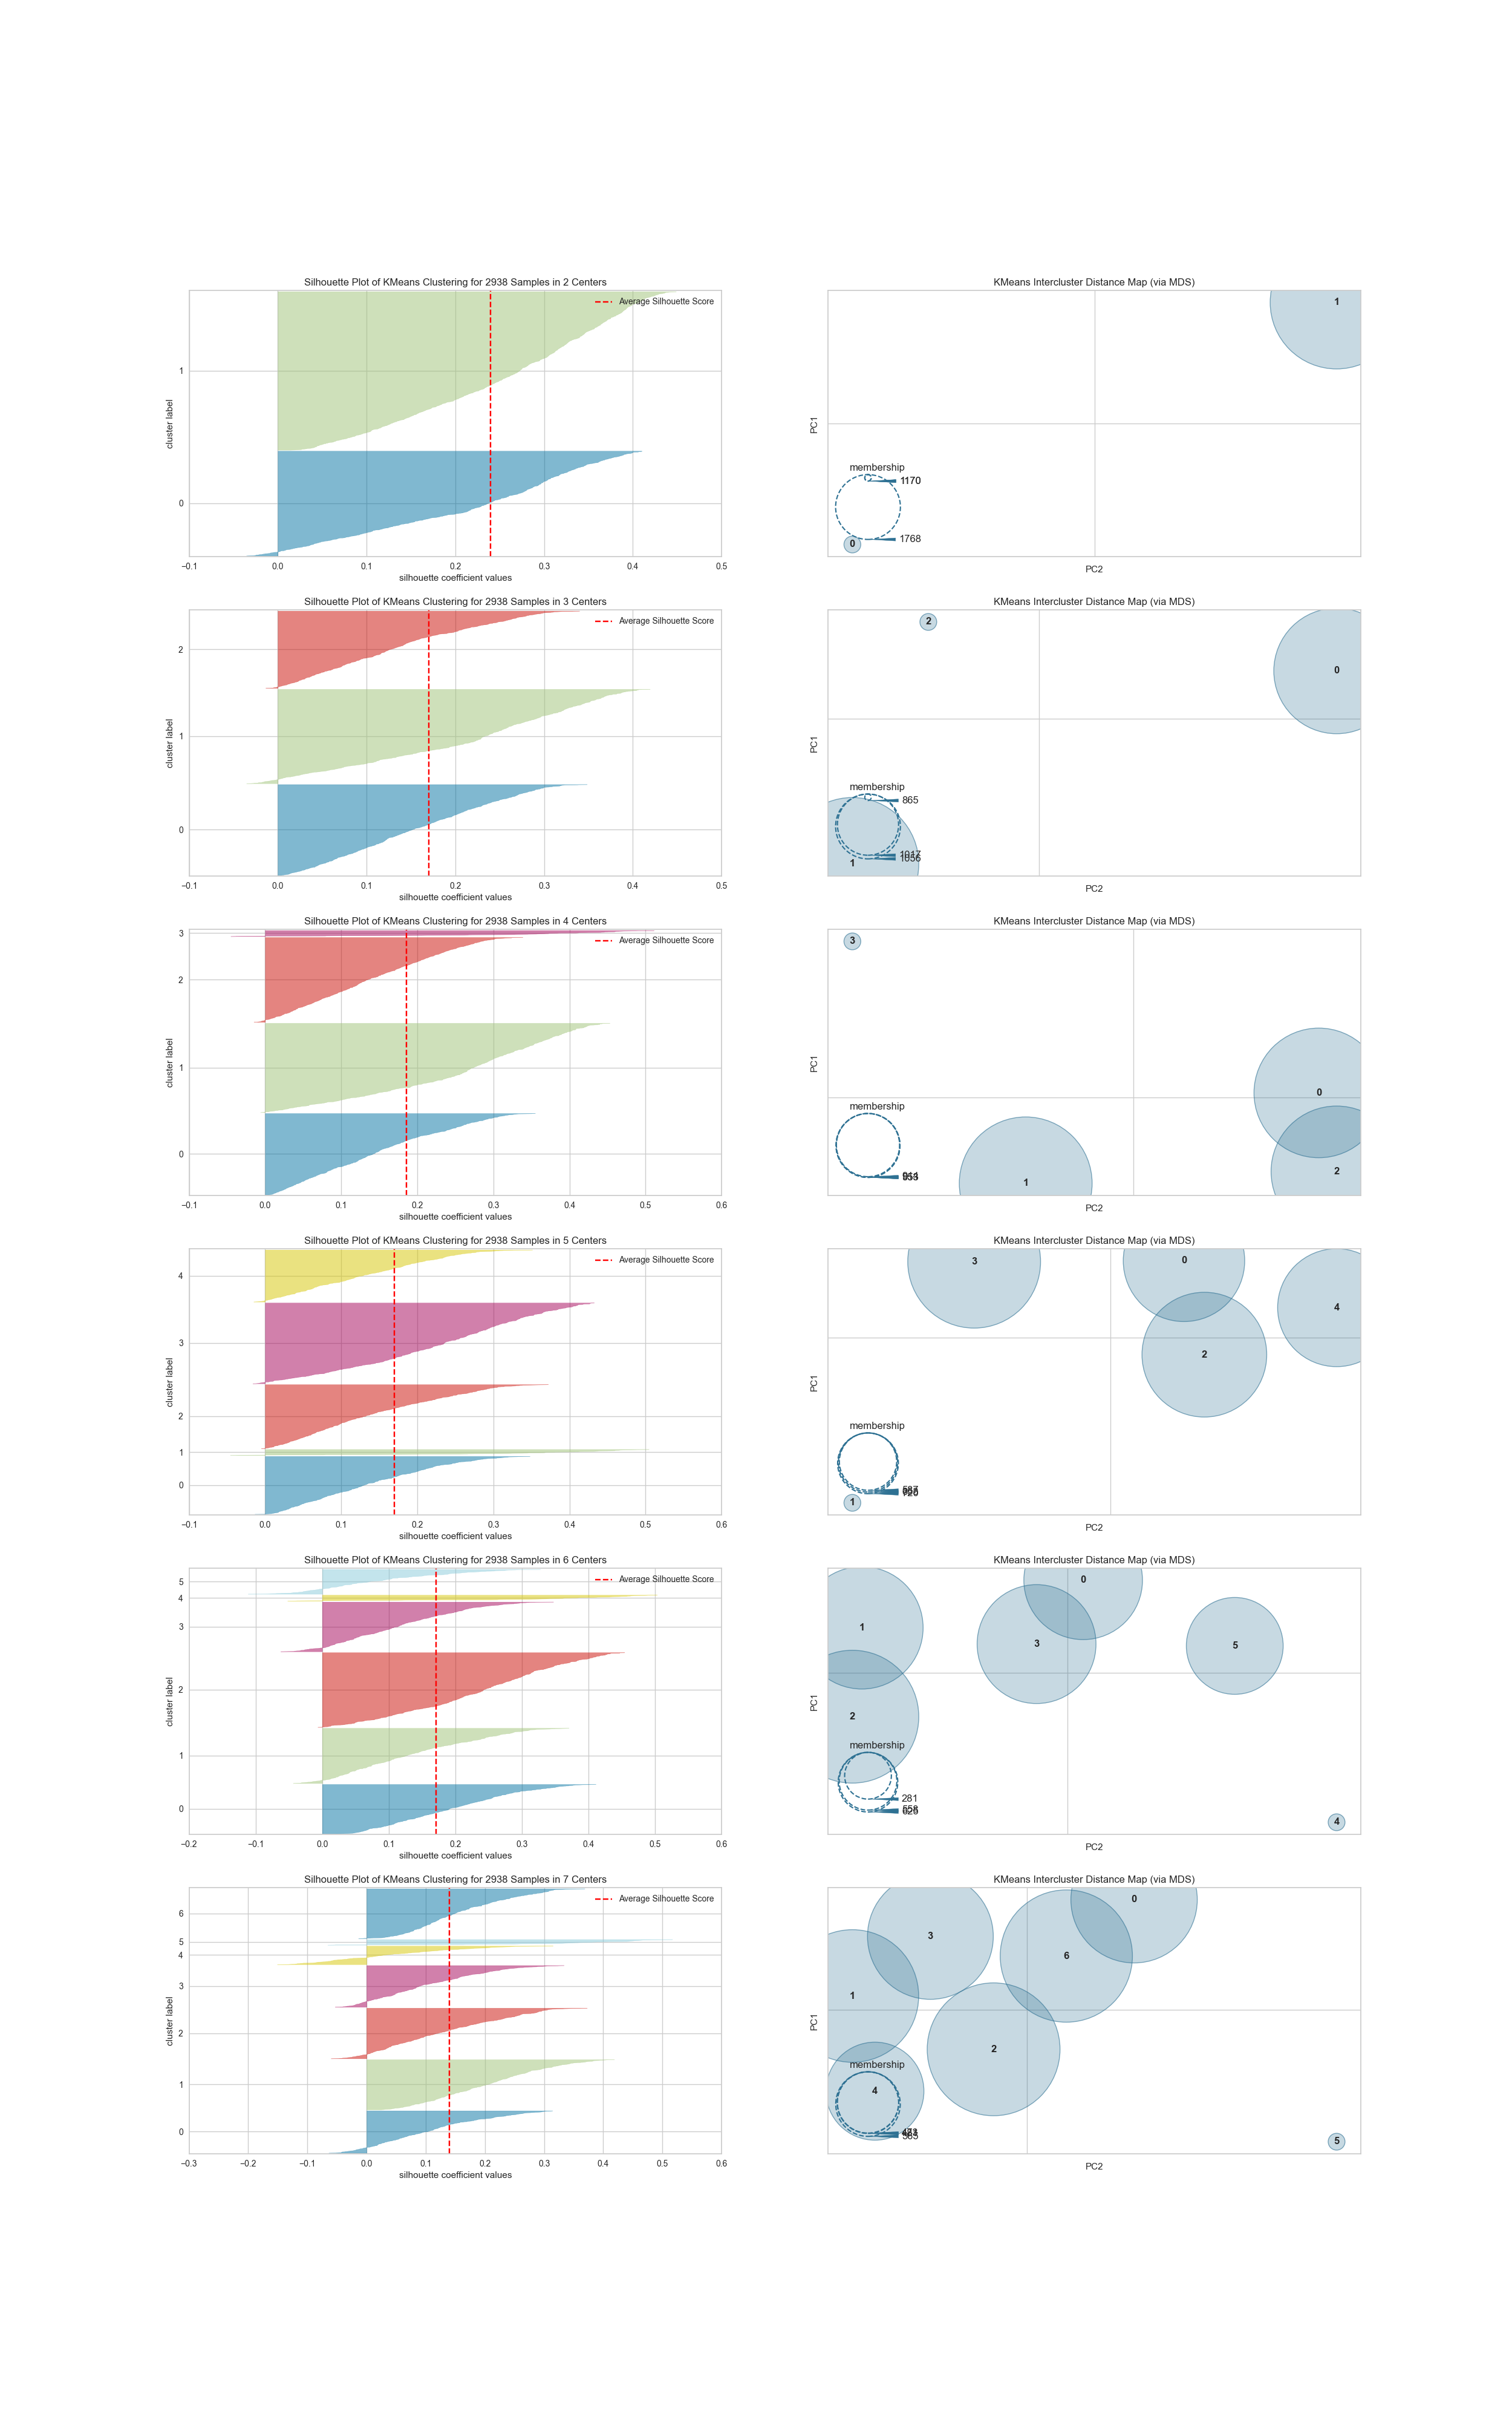 Silhouette Plot of KMeans Clustering for 2938 Samples in 2 Centers
Average Silhouette Score
1
0
cluster label
−0.1 0.0 0.1 0.2 0.3 0.4 0.5
silhouette coefficient values
KMeans Intercluster Distance Map (via MDS)
1
PC1
membership
1170
1768
0
PC2
Silhouette Plot of KMeans Clustering for 2938 Samples in 3 Centers
Average Silhouette Score
2
1
0
cluster label
−0.1 0.0 0.1 0.2 0.3 0.4 0.5
silhouette coefficient values
KMeans Intercluster Distance Map (via MDS)
2
0
PC1
membership
865
1056
1
PC2
Silhouette Plot of KMeans Clustering for 2938 Samples in 4 Centers
Average Silhouette Score
3
2
1
0
cluster label
−0.1 0.0 0.1 0.2 0.3 0.4 0.5 0.6
silhouette coefficient values
KMeans Intercluster Distance Map (via MDS)
3
0
PC1
membership
2
1
PC2
Silhouette Plot of KMeans Clustering for 2938 Samples in 5 Centers
Average Silhouette Score
4
3
2
1
0
cluster label
−0.1 0.0 0.1 0.2 0.3 0.4 0.5 0.6
silhouette coefficient values
KMeans Intercluster Distance Map (via MDS)
3
0
4
2
PC1
membership
1
PC2
Silhouette Plot of KMeans Clustering for 2938 Samples in 6 Centers
Average Silhouette Score
5
4
3
2
1
0
cluster label
−0.2 −0.1 0.0 0.1 0.2 0.3 0.4 0.5 0.6
silhouette coefficient values
KMeans Intercluster Distance Map (via MDS)
0
1
3
5
2
PC1
membership
281
4
PC2
Silhouette Plot of KMeans Clustering for 2938 Samples in 7 Centers
Average Silhouette Score
6
5
4
3
2
1
0
cluster label
−0.3 −0.2 −0.1 0.0 0.1 0.2 0.3 0.4 0.5 0.6
silhouette coefficient values
KMeans Intercluster Distance Map (via MDS)
0
3
6
1
PC1
2
membership
4
5
PC2